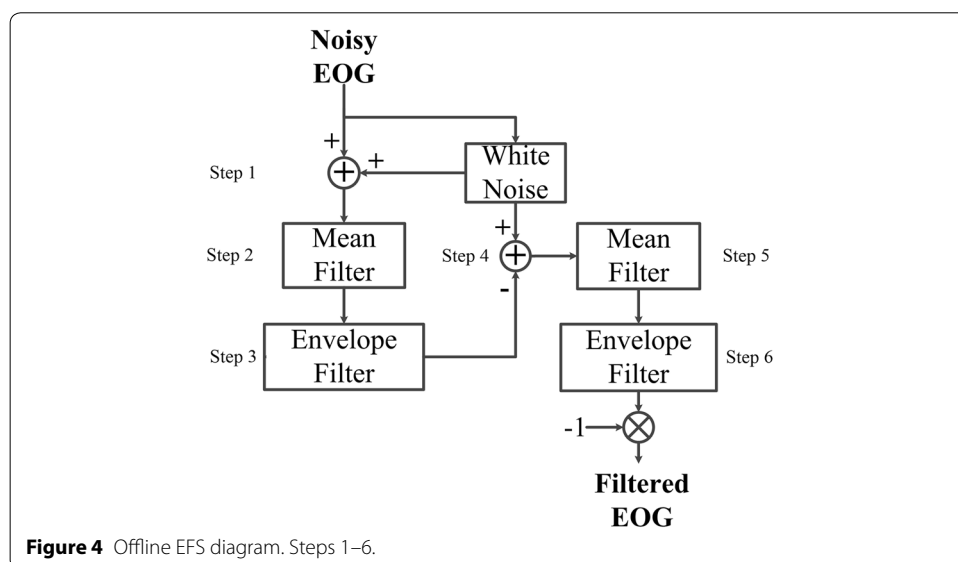 Noisy
EOG
+
+
Step 1
+
White
Noise
+
Step 2
Mean
Filter
Step 4
+
-
Mean
Filter
Step 5
Step 3
Envelope
Filter
Envelope
Filter
Step 6
-1
Filtered
EOG
Figure 4 Offline EFS diagram. Steps 1–6.